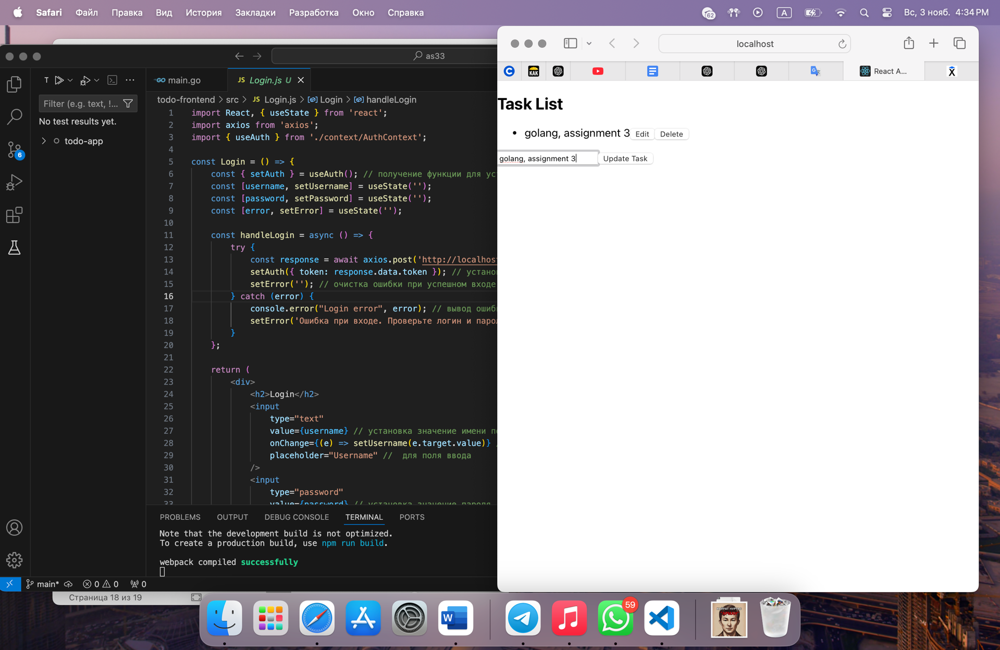 Safari Файл Правка Вид История Закладки Разработка Окно Справка
62 A Вс, 3 нояб. 4:34 PM
as33
T
main.go JS Login.js U
Filter (e.g. text, !...
No test results yet.
todo-app
6
todo-frontend > src > JS Login.js > Login > handleLogin
1 import React, { useState } from 'react';
2 import axios from 'axios';
3 import { useAuth } from './context/AuthContext';
4
5 const Login = () => {
6 const { setAuth } = useAuth(); // получение функции для ус
7 const [username, setUsername] = useState('');
8 const [password, setPassword] = useState('');
9 const [error, setError] = useState('');
10
11 const handleLogin = async () => {
12 try {
13 const response = await axios.post('http://localhos
14 setAuth({ token: response.data.token }); // устано
15 setError(''); // очистка ошибки при успешном входе
16 } catch (error) {
17 console.error("Login error", error); // вывод ошиб
18 setError('Ошибка при входе. Проверьте логин и паро
19 }
20 };
21
22 return (
23 <div>
24 <h2>Login</h2>
25 <input
26 type="text"
27 value={username} // установка значение имени п
28 onChange={(e) => setUsername(e.target.value)} /
29 placeholder="Username" // для поля ввода
30 />
31 <input
32 type="password"
33 value={password} // установка значение пароля
PROBLEMS OUTPUT DEBUG CONSOLE TERMINAL PORTS
Note that the development build is not optimized.
To create a production build, use npm run build.
webpack compiled successfully
main* 0 0 0
Страница 18 из 19
localhost
КАК React A...
Task List
• golang, assignment 3 Edit Delete
golang, assignment 3 Update Task
W
59